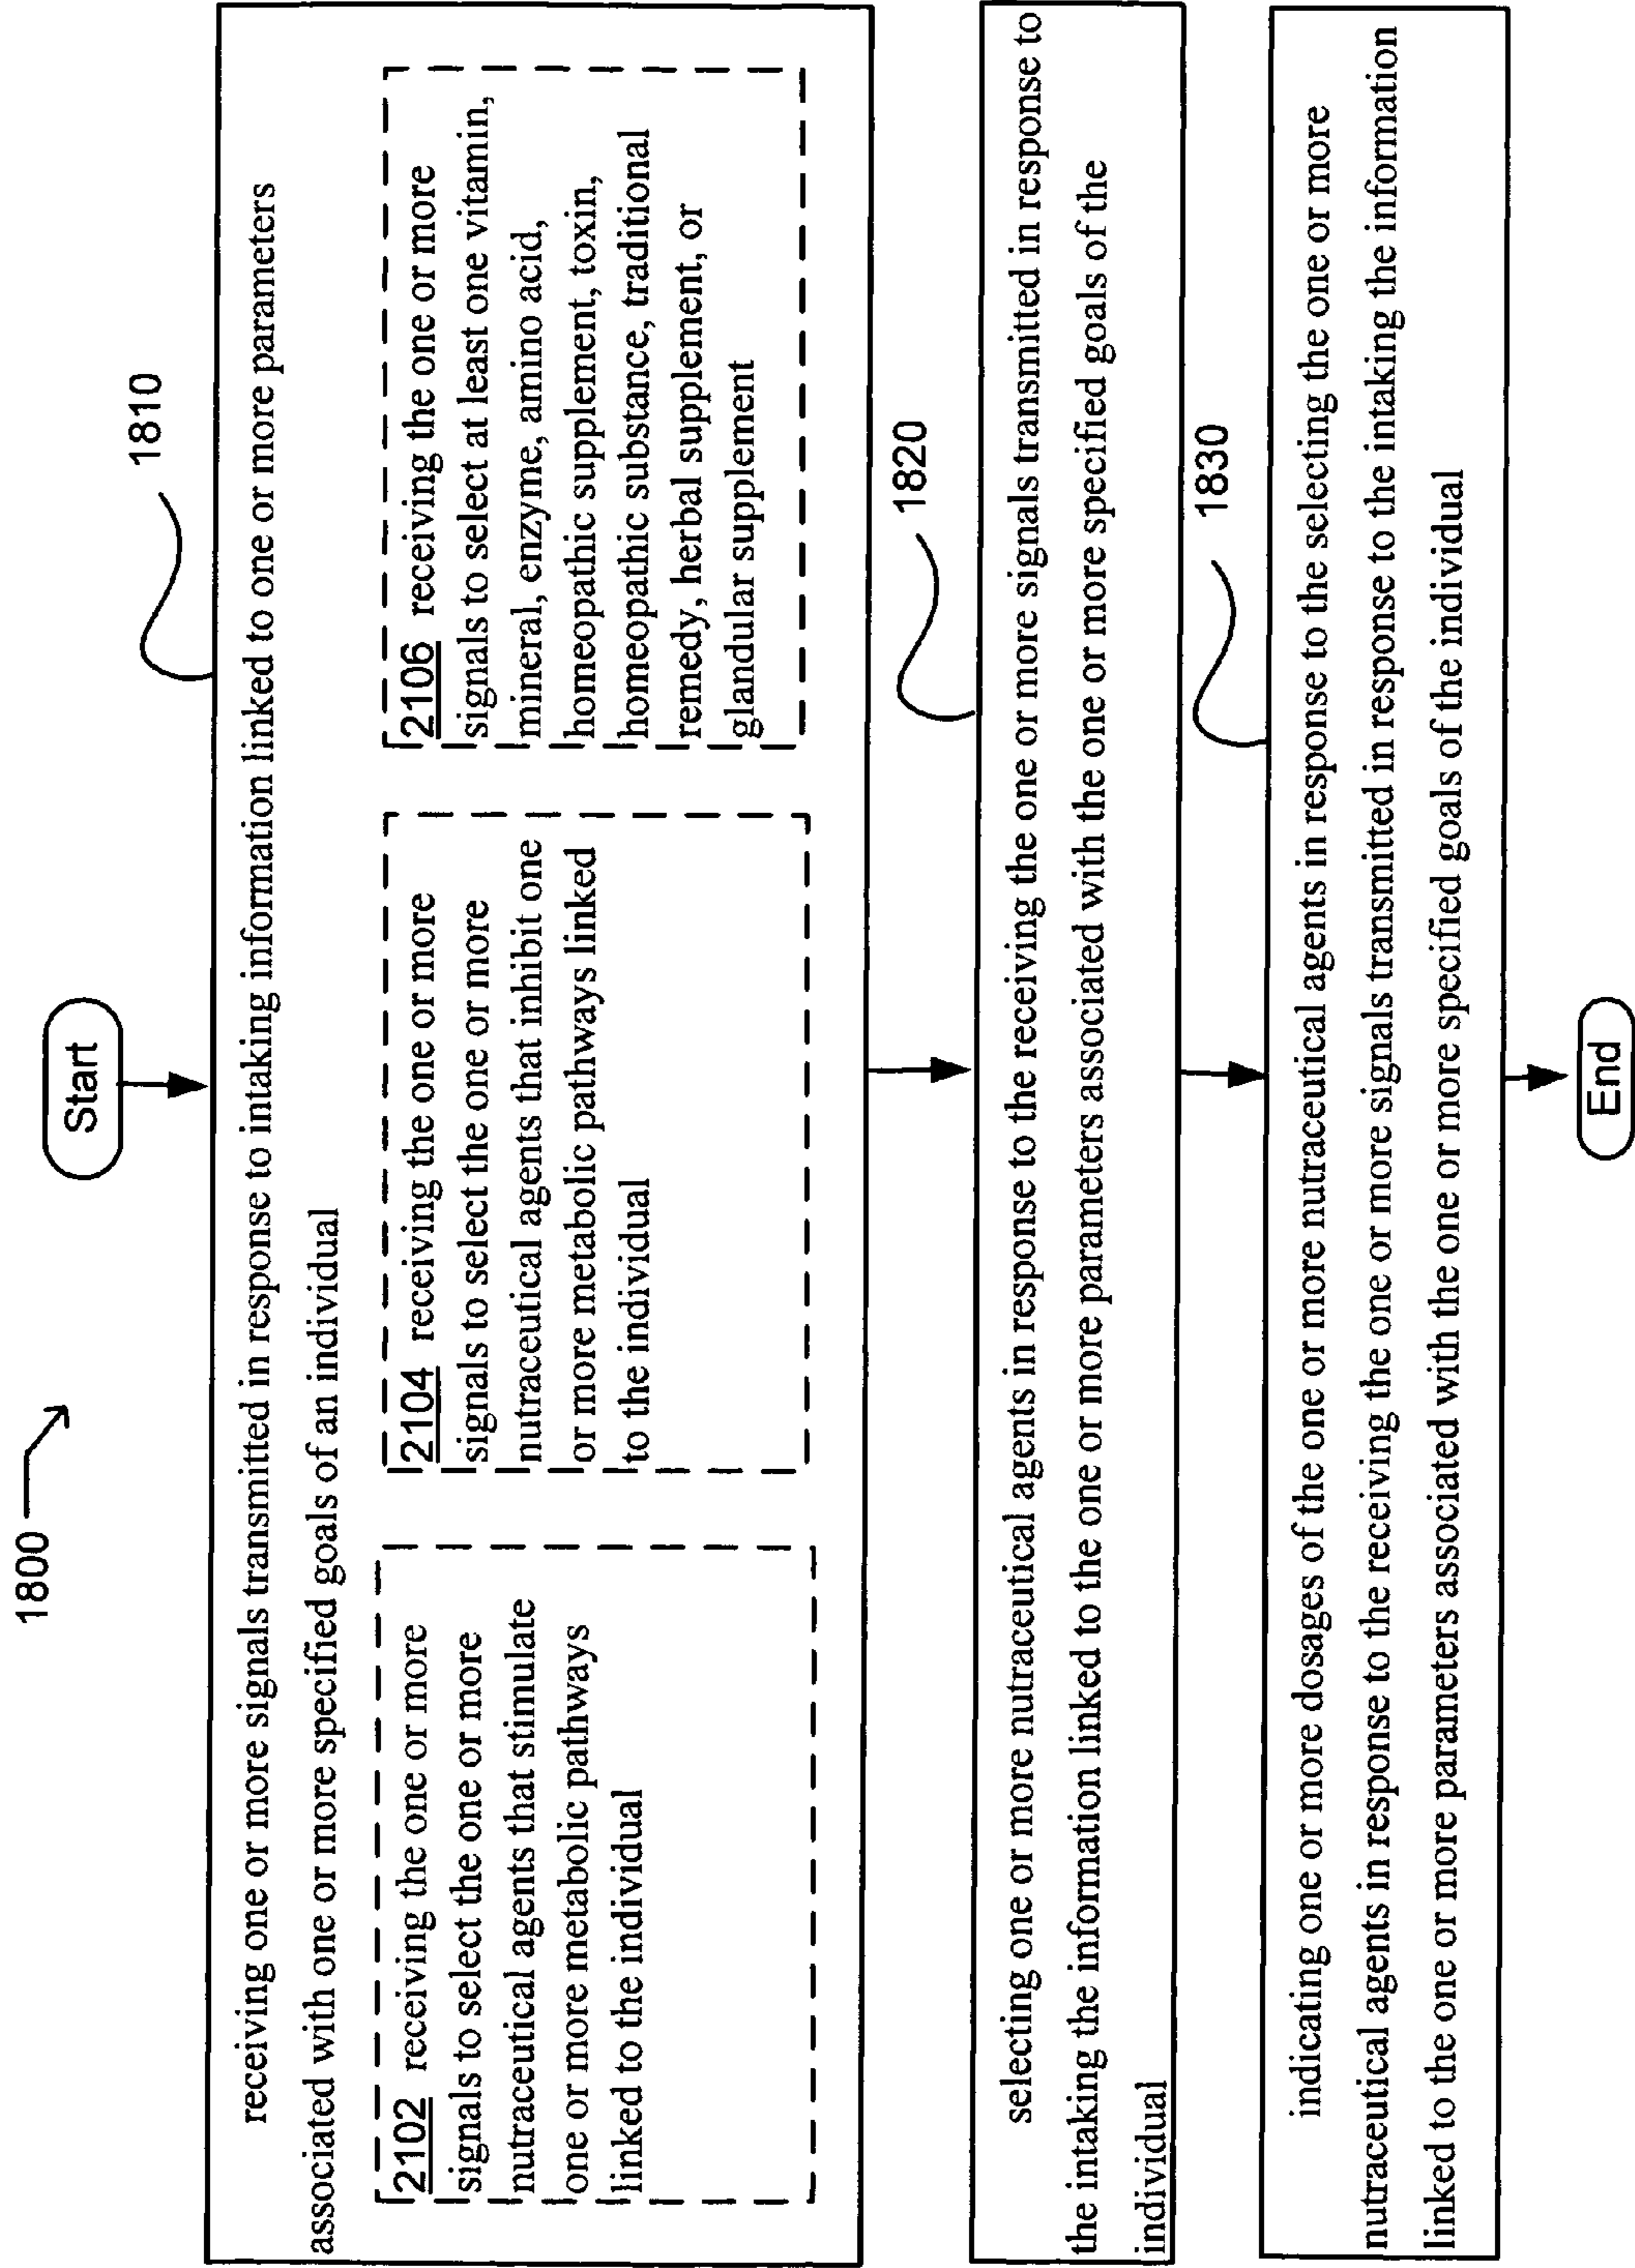 1800
Start
1810
receiving one or more signals transmitted in response to intaking information linked to one or more parameters
associated with one or more specified goals of an individual
2102 receiving the one or more
signals to select the one or more
nutraceutical agents that stimulate
one or more metabolic pathways
linked to the individual
2104 receiving the one or more
signals to select the one or more
nutraceutical agents that inhibit one
or more metabolic pathways linked
to the individual
2106 receiving the one or more
signals to select at least one vitamin,
mineral, enzyme, amino acid,
homeopathic supplement, toxin,
homeopathic substance, traditional
remedy, herbal supplement, or
glandular supplement
1820
selecting one or more nutraceutical agents in response to the receiving the one or more signals transmitted in response to
the intaking the information linked to the one or more parameters associated with the one or more specified goals of the
individual
1830
indicating one or more dosages of the one or more nutraceutical agents in response to the selecting the one or more
nutraceutical agents in response to the receiving the one or more signals transmitted in response to the intaking the information
linked to the one or more parameters associated with the one or more specified goals of the individual
End